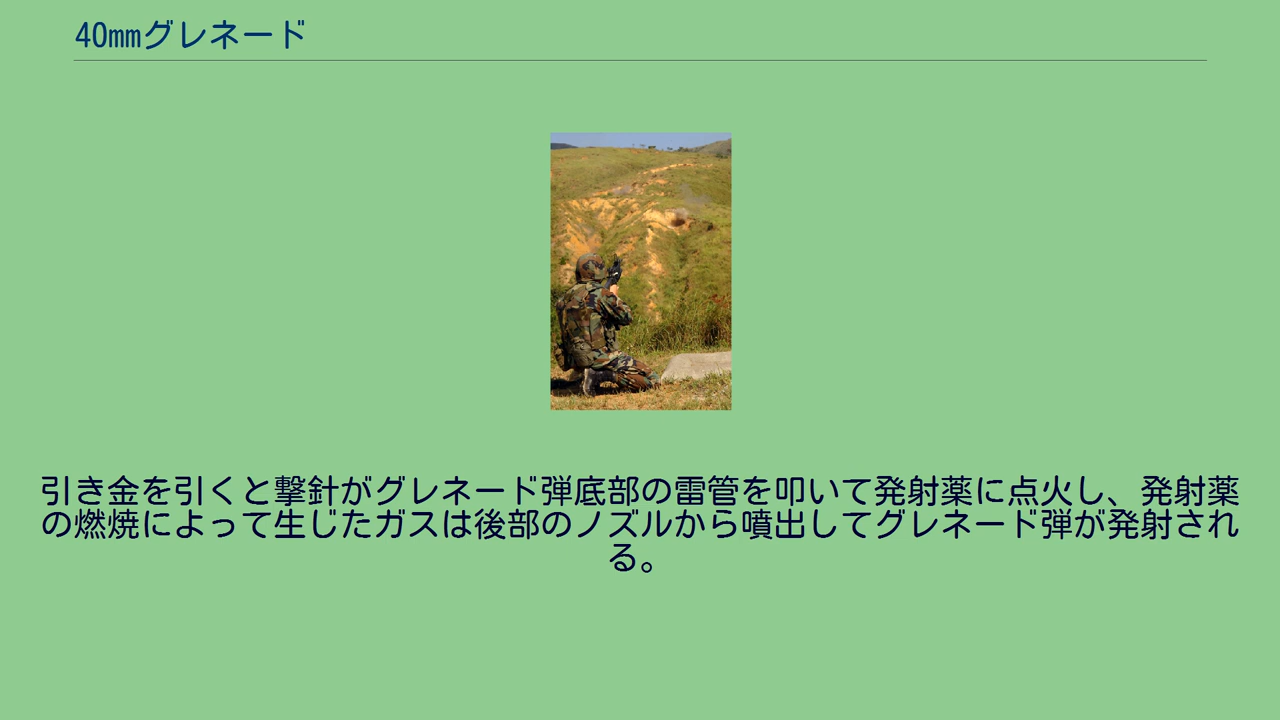 40mmグレネード
引き金を引くと撃針がグレネード弾底部の雷管を叩いて発射薬に点火し、発射薬
の燃焼によって生じたガスは後部のノズルから噴出してグレネード弾が発射され
る。